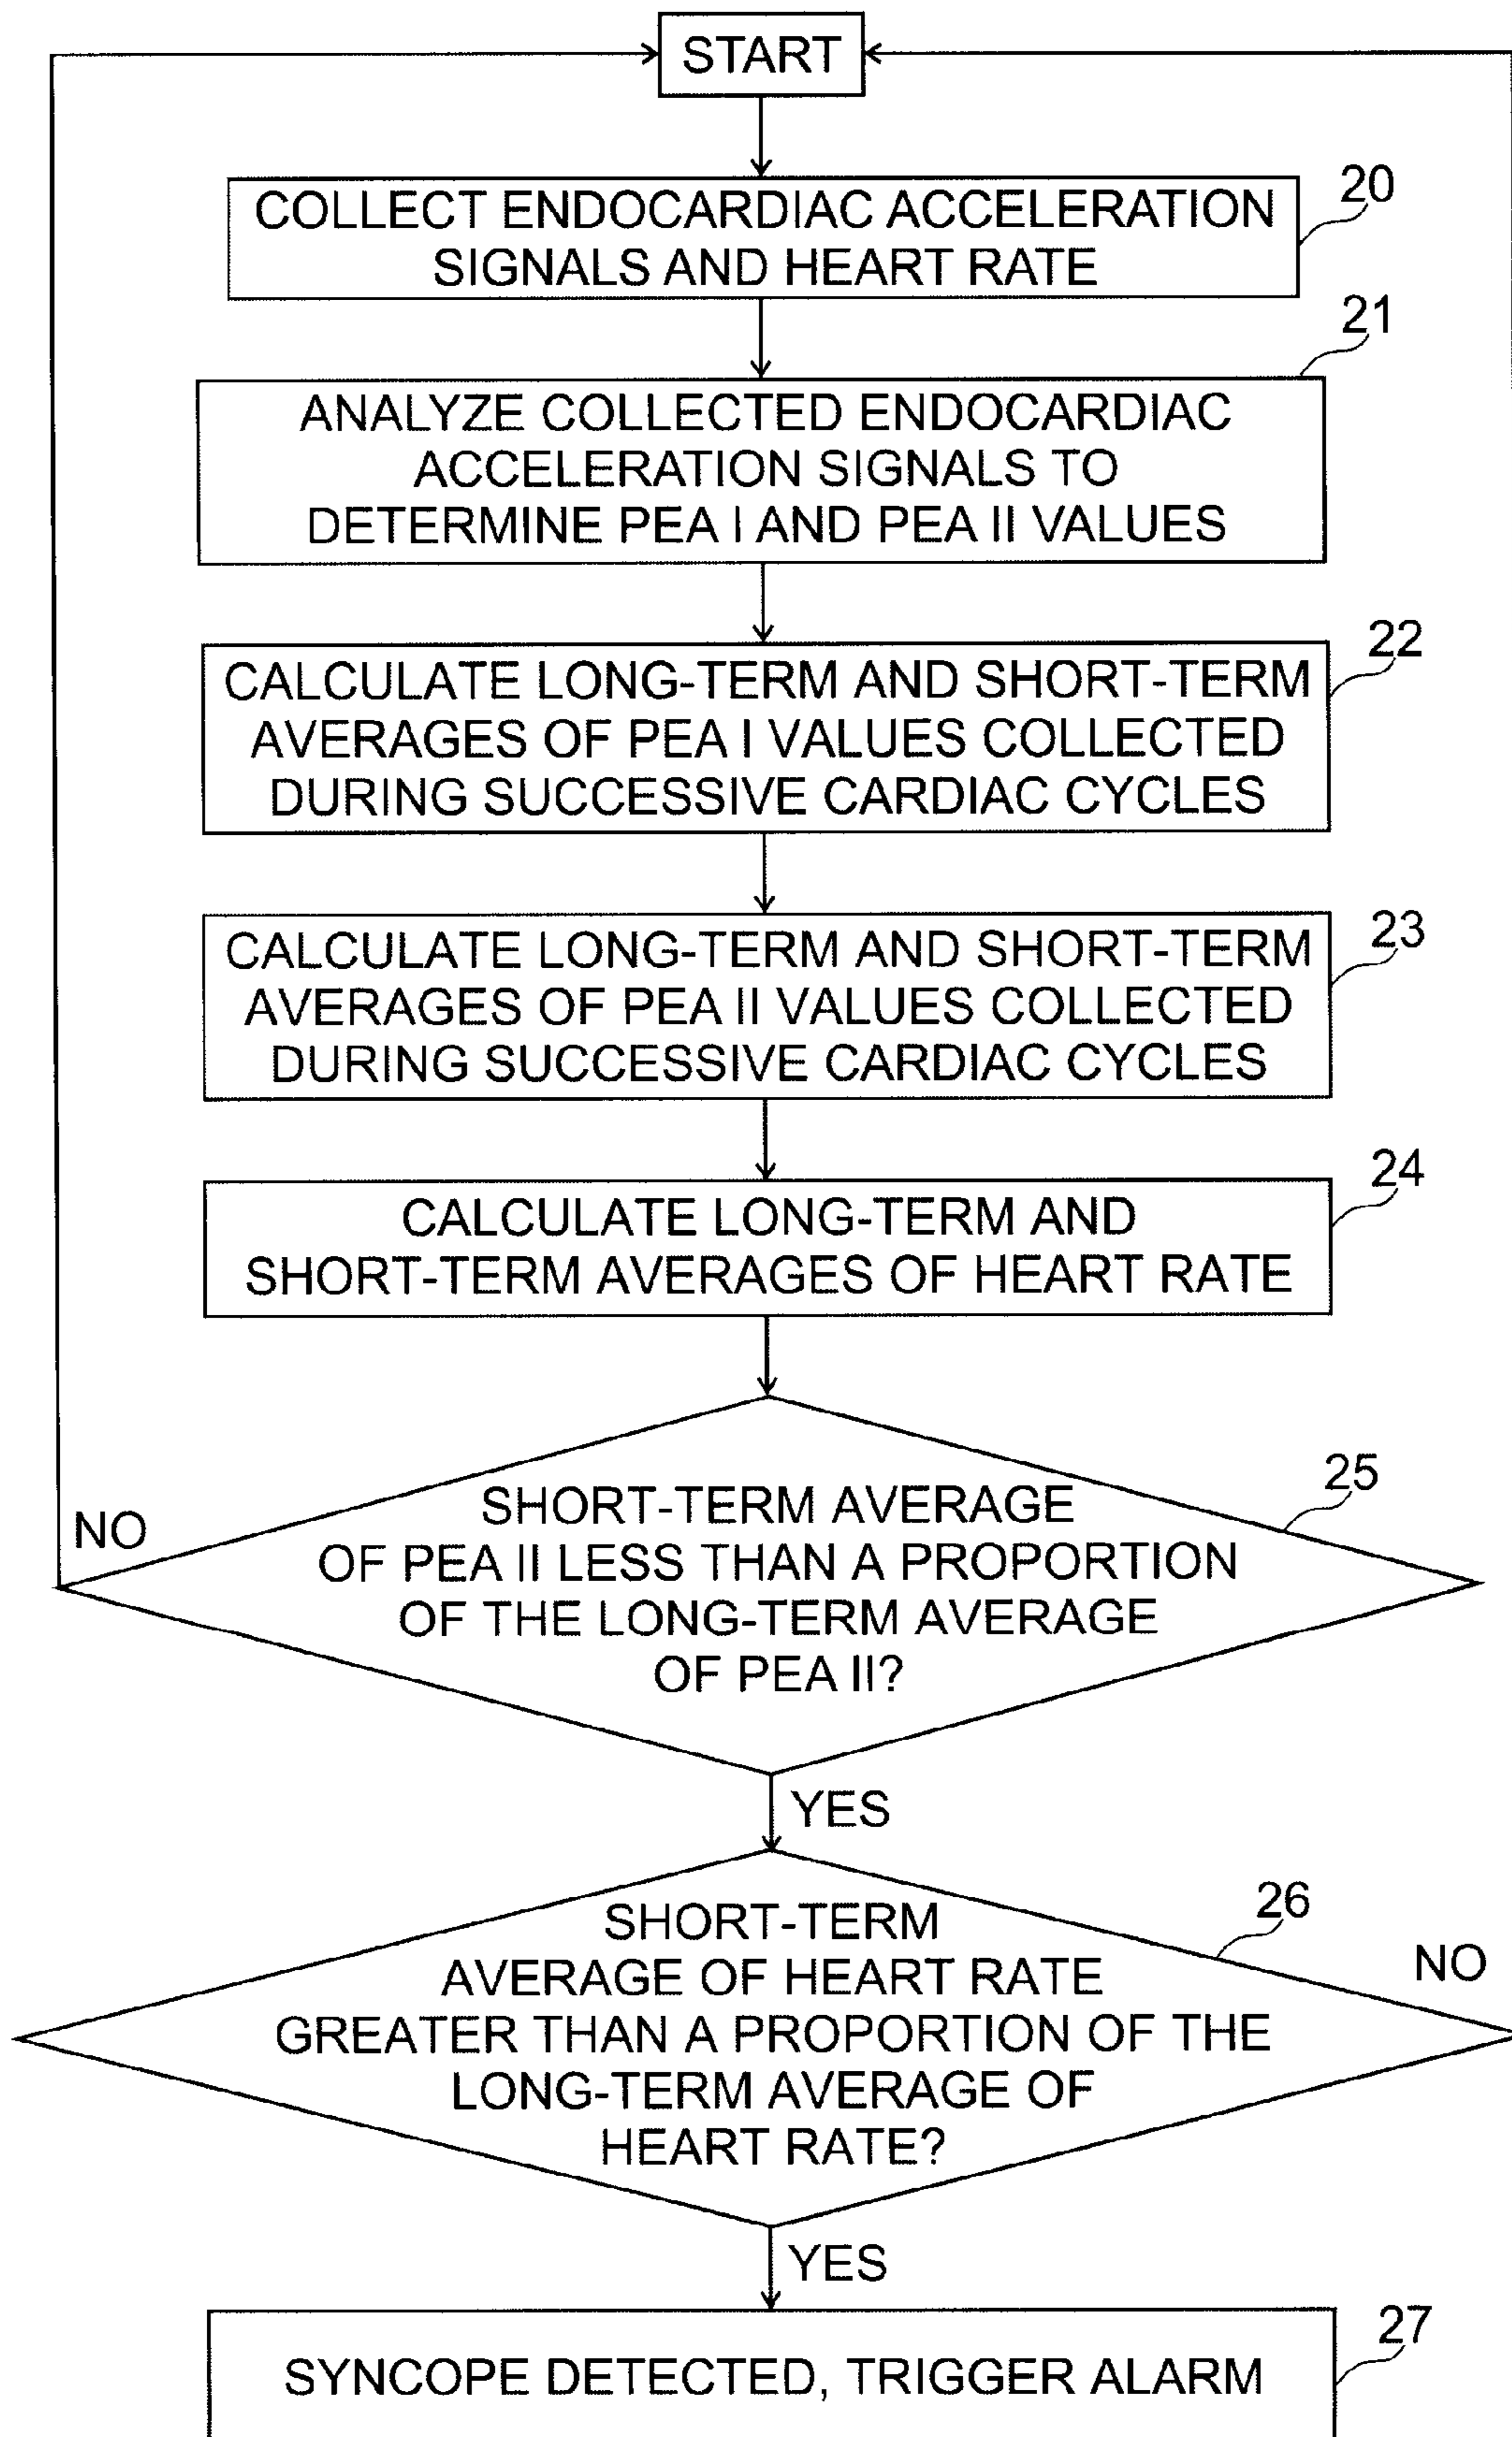 START
20
COLLECT ENDOCARDIAC ACCELERATION
SIGNALS AND HEART RATE
21
ANALYZE COLLECTED ENDOCARDIAC
ACCELERATION SIGNALS TO
DETERMINE PEA I AND PEA II VALUES
22
CALCULATE LONG-TERM AND SHORT-TERM
AVERAGES OF PEA I VALUES COLLECTED
DURING SUCCESSIVE CARDIAC CYCLES
23
CALCULATE LONG-TERM AND SHORT-TERM
AVERAGES OF PEA II VALUES COLLECTED
DURING SUCCESSIVE CARDIAC CYCLES
24
CALCULATE LONG-TERM AND
SHORT-TERM AVERAGES OF HEART RATE
25
NO
SHORT-TERM AVERAGE
OF PEA II LESS THAN A PROPORTION
OF THE LONG-TERM AVERAGE
OF PEA II?
YES
26
NO
SHORT-TERM
AVERAGE OF HEART RATE
GREATER THAN A PROPORTION OF THE
LONG-TERM AVERAGE OF
HEART RATE?
YES
27
SYNCOPE DETECTED, TRIGGER ALARM